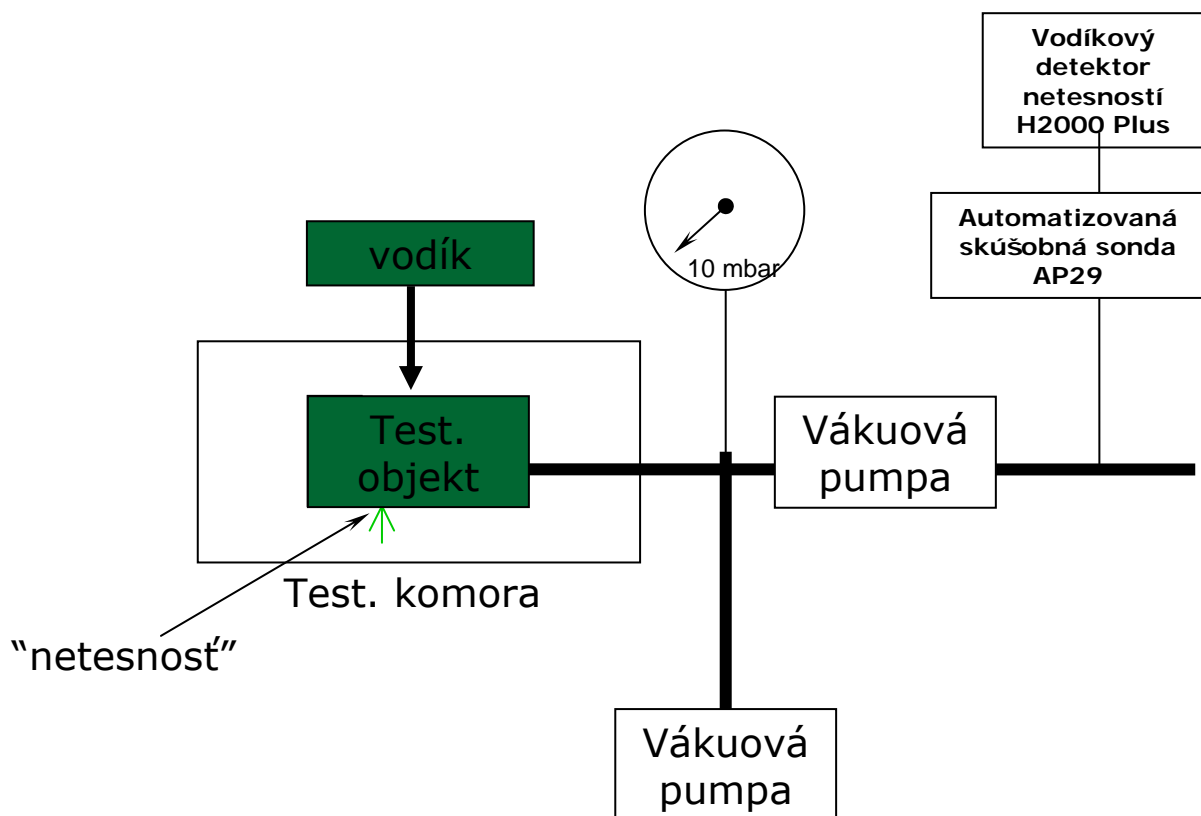 Vodíkový
detektor
netesností
H2000 Plus
Automatizovaná
skúšobná sonda
AP29
10 mbar
vodík
Test.
objekt
Vákuová
pumpa
Test. komora
“netesnosť”
Vákuová
pumpa